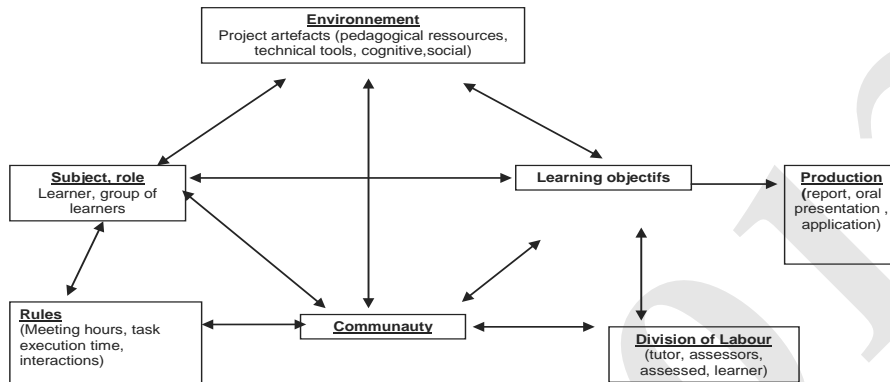 Environnement
Project artefacts (pedagogical ressources,
technical tools, cognitive,social)
Subject, role
Learner, group of
learners
Learning objectifs
Production
(report, oral
presentation ,
application)
Rules
(Meeting hours, task
execution time,
interactions)
Communauty
Division of Labour
(tutor, assessors,
assessed, learner)